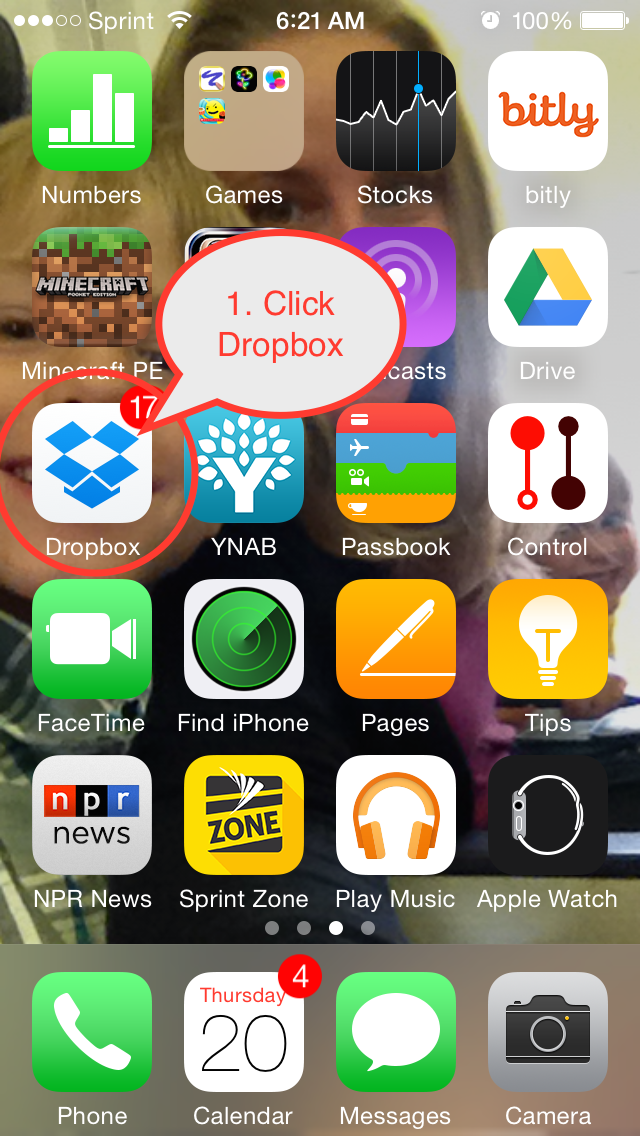 Sprint 6:21 AM 100%
bitly
Numbers Games Stocks bitly
MINECRAFT
POCKET EDITION
1. Click
Dropbox
Minecraft PE casts Drive
17
Y
Dropbox YNAB Passbook Control
T
FaceTime Find iPhone Pages Tips
npr
news
ZONE
NPR News Sprint Zone Play Music Apple Watch
4
Thursday
20
Phone Calendar Messages Camera